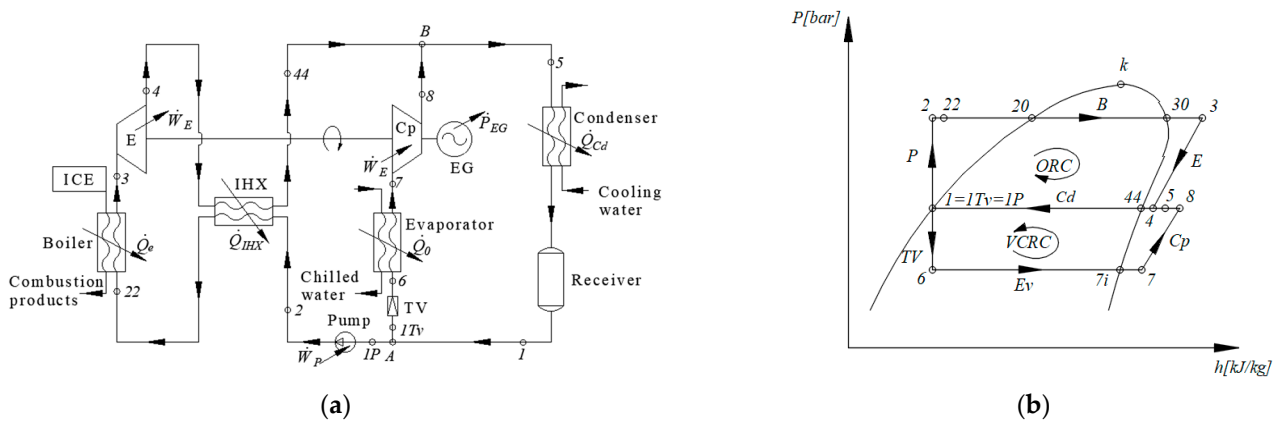 B
4
44
5
8
Ẇ_E
E
Cp
Ṗ_EG
Condenser
Q̇_Cd
ICE
3
Ẇ_E
EG
7
IHX
Cooling
water
Boiler
Q̇_e
Q̇_IHX
Evaporator
Q̇_0
Receiver
Combustion
products
22
Chilled
water
6
TV
2
Pump
1Tv
Ẇ_P
1P
A
1
(a)
P[bar]
k
2
22
20
B
30
3
P
ORC
E
1=1Tv=1P
Cd
44
4
5
8
TV
VCRC
Cp
6
Ev
7i
7
h[kJ/kg]
(b)